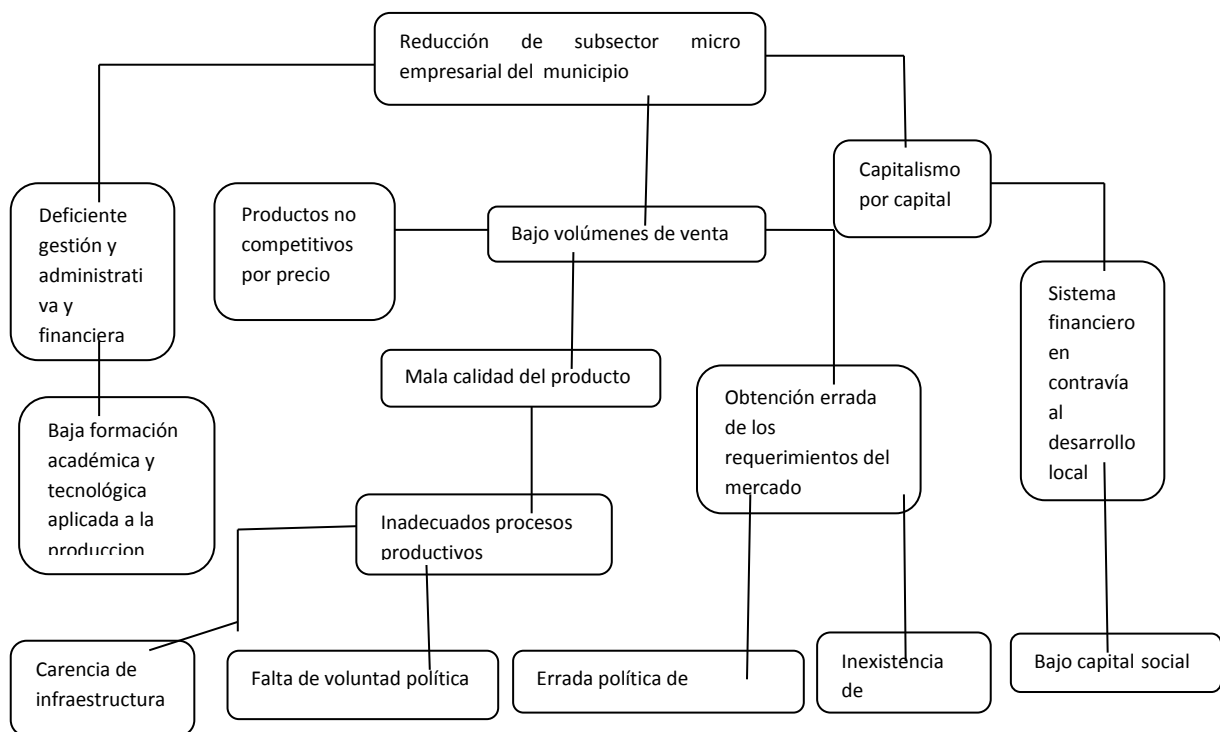 Reducción de subsector micro
empresarial del municipio
Capitalismo
por capital
Deficiente
gestión y
administrati
va y
financiera
Productos no
competitivos
por precio
Bajo volúmenes de venta
Sistema
financiero
en
contravía
al
desarrollo
local
Mala calidad del producto
Obtención errada
de los
requerimientos del
mercado
Baja formación
académica y
tecnológica
aplicada a la
produccion
Inadecuados procesos
productivos
Carencia de
infraestructura
Falta de voluntad política
Errada política de
Inexistencia
de
Bajo capital social